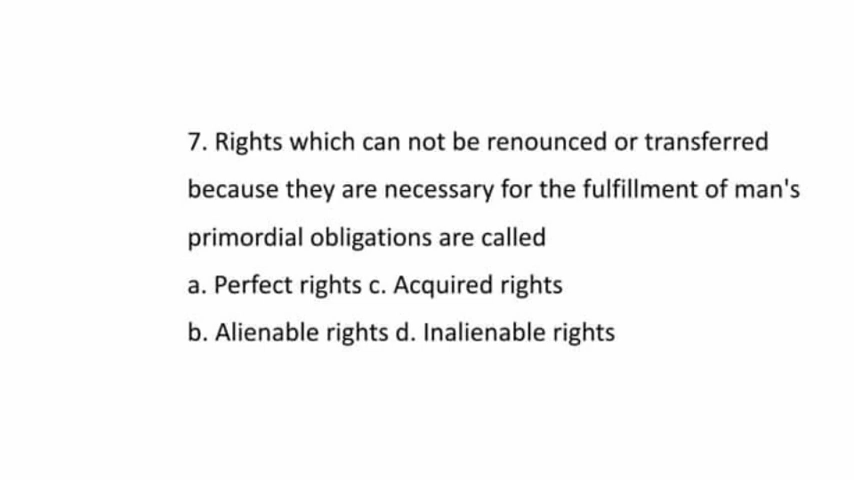 7. Rights which can not be renounced or transferred
because they are necessary for the fulfillment of man's
primordial obligations are called
a. Perfect rights c. Acquired rights
b. Alienable rights d. Inalienable rights